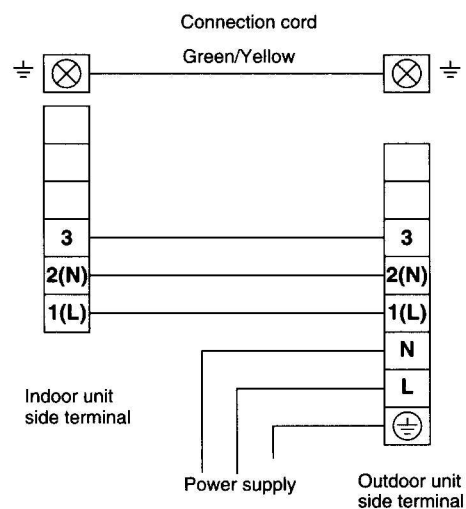 Connection cord
Green/Yellow
3
3
2(N)
2(N)
1(L)
1(L)
N
L
Indoor unit
side terminal
Power supply
Outdoor unit
side terminal